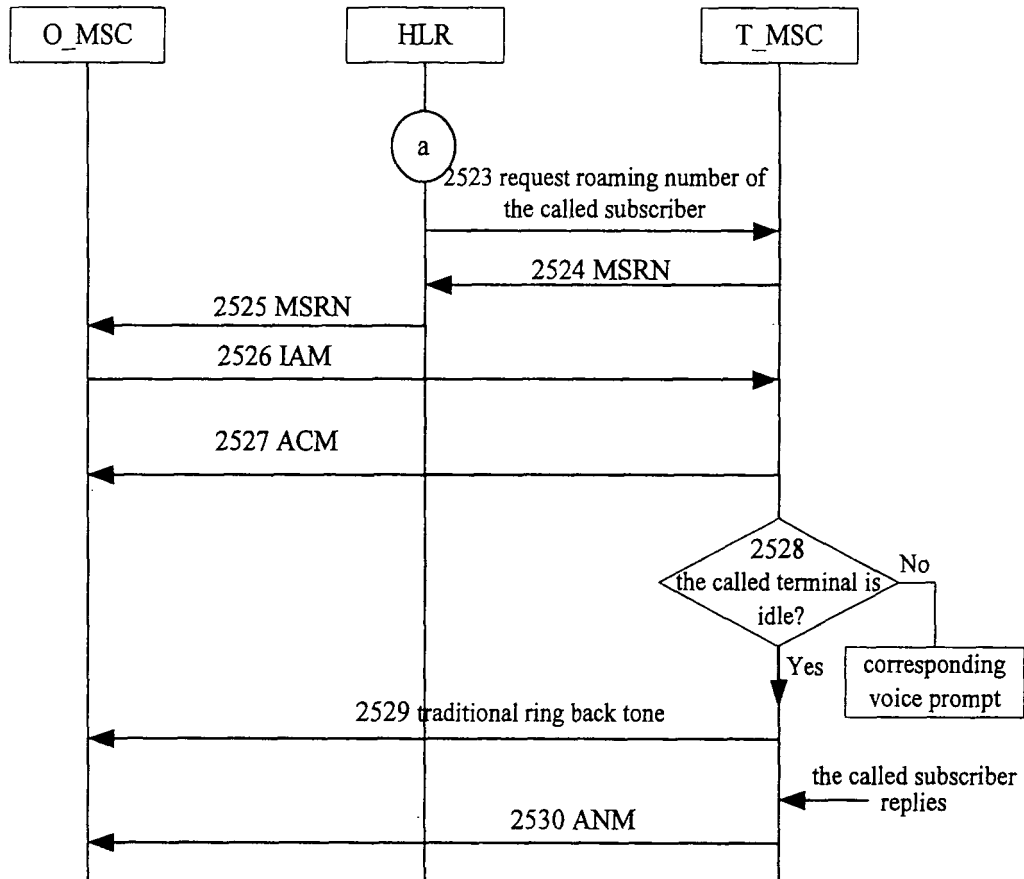 O_MSC
HLR
T_MSC
a
2523 request roaming number of
the called subscriber
2524 MSRN
2525 MSRN
2526 IAM
2527 ACM
2528
the called terminal is
idle?
No
Yes
corresponding
voice prompt
2529 traditional ring back tone
the called subscriber
replies
2530 ANM